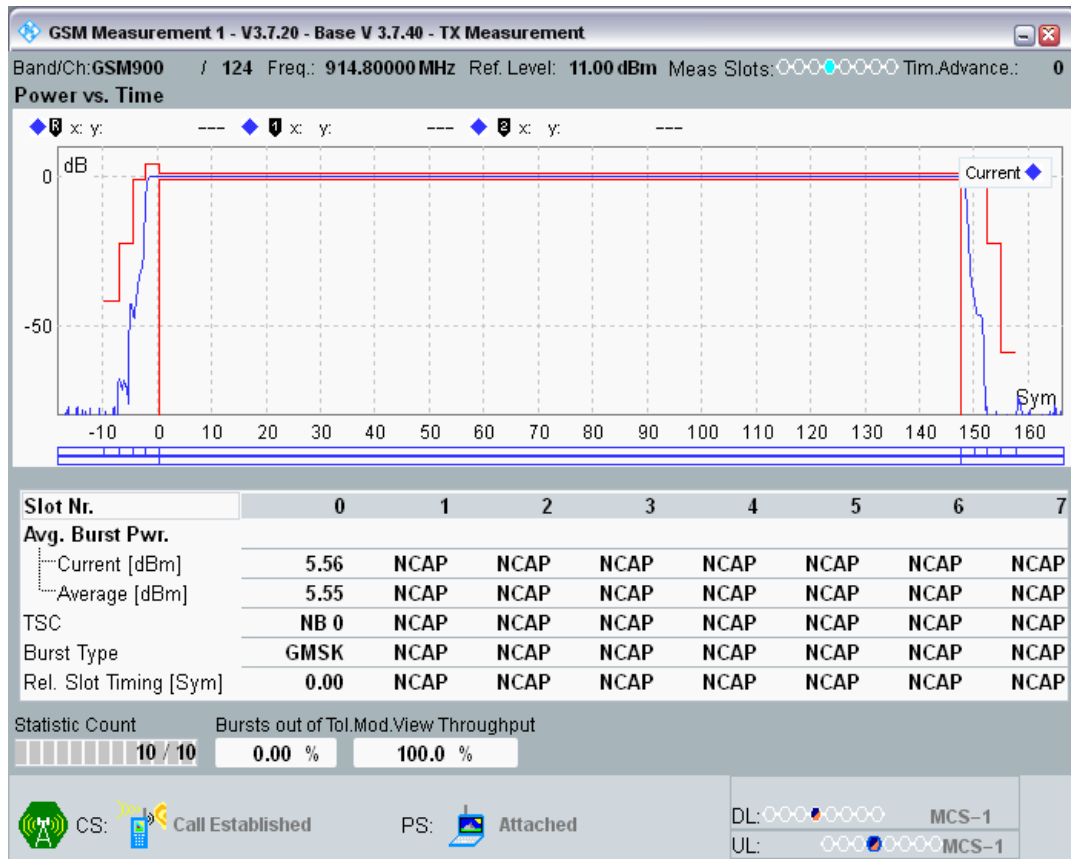 GSM Measurement 1 - V3.7.20 - Base V 3.7.40 - TX Measurement
Band/Ch:GSM900 / 124 Freq.: 914.80000 MHz Ref. Level: 11.00 dBm Meas Slots: Tim.Advance.: 0
Power vs. Time
R x: y: --- 1 x: y: --- 2 x: y: ---
dB
Current
0
-50
Sym
-10 0 10 20 30 40 50 60 70 80 90 100 110 120 130 140 150 160
Slot Nr. 0 1 2 3 4 5 6 7
Avg. Burst Pwr.
Current [dBm] 5.56 NCAP NCAP NCAP NCAP NCAP NCAP NCAP
Average [dBm] 5.55 NCAP NCAP NCAP NCAP NCAP NCAP NCAP
TSC NB 0 NCAP NCAP NCAP NCAP NCAP NCAP NCAP
Burst Type GMSK NCAP NCAP NCAP NCAP NCAP NCAP NCAP
Rel. Slot Timing [Sym] 0.00 NCAP NCAP NCAP NCAP NCAP NCAP NCAP
Statistic Count Bursts out of Tol. Mod.View Throughput
10 / 10 0.00 % 100.0 %
CS: Call Established PS: Attached DL: MCS-1
UL: MCS-1